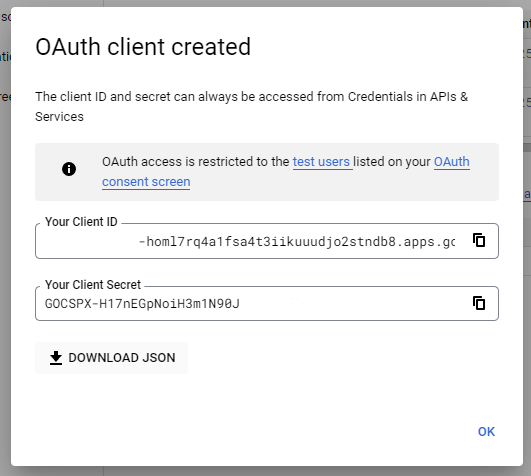 OAuth client created
The client ID and secret can always be accessed from Credentials in APIs &
Services
OAuth access is restricted to the test users listed on your OAuth
consent screen
Your Client ID
-homl7rq4a1fsa4t3iikuuudjo2stndb8.apps.gc
Your Client Secret
GOCSPX-H17nEGpNoiH3m1N90J
DOWNLOAD JSON
OK